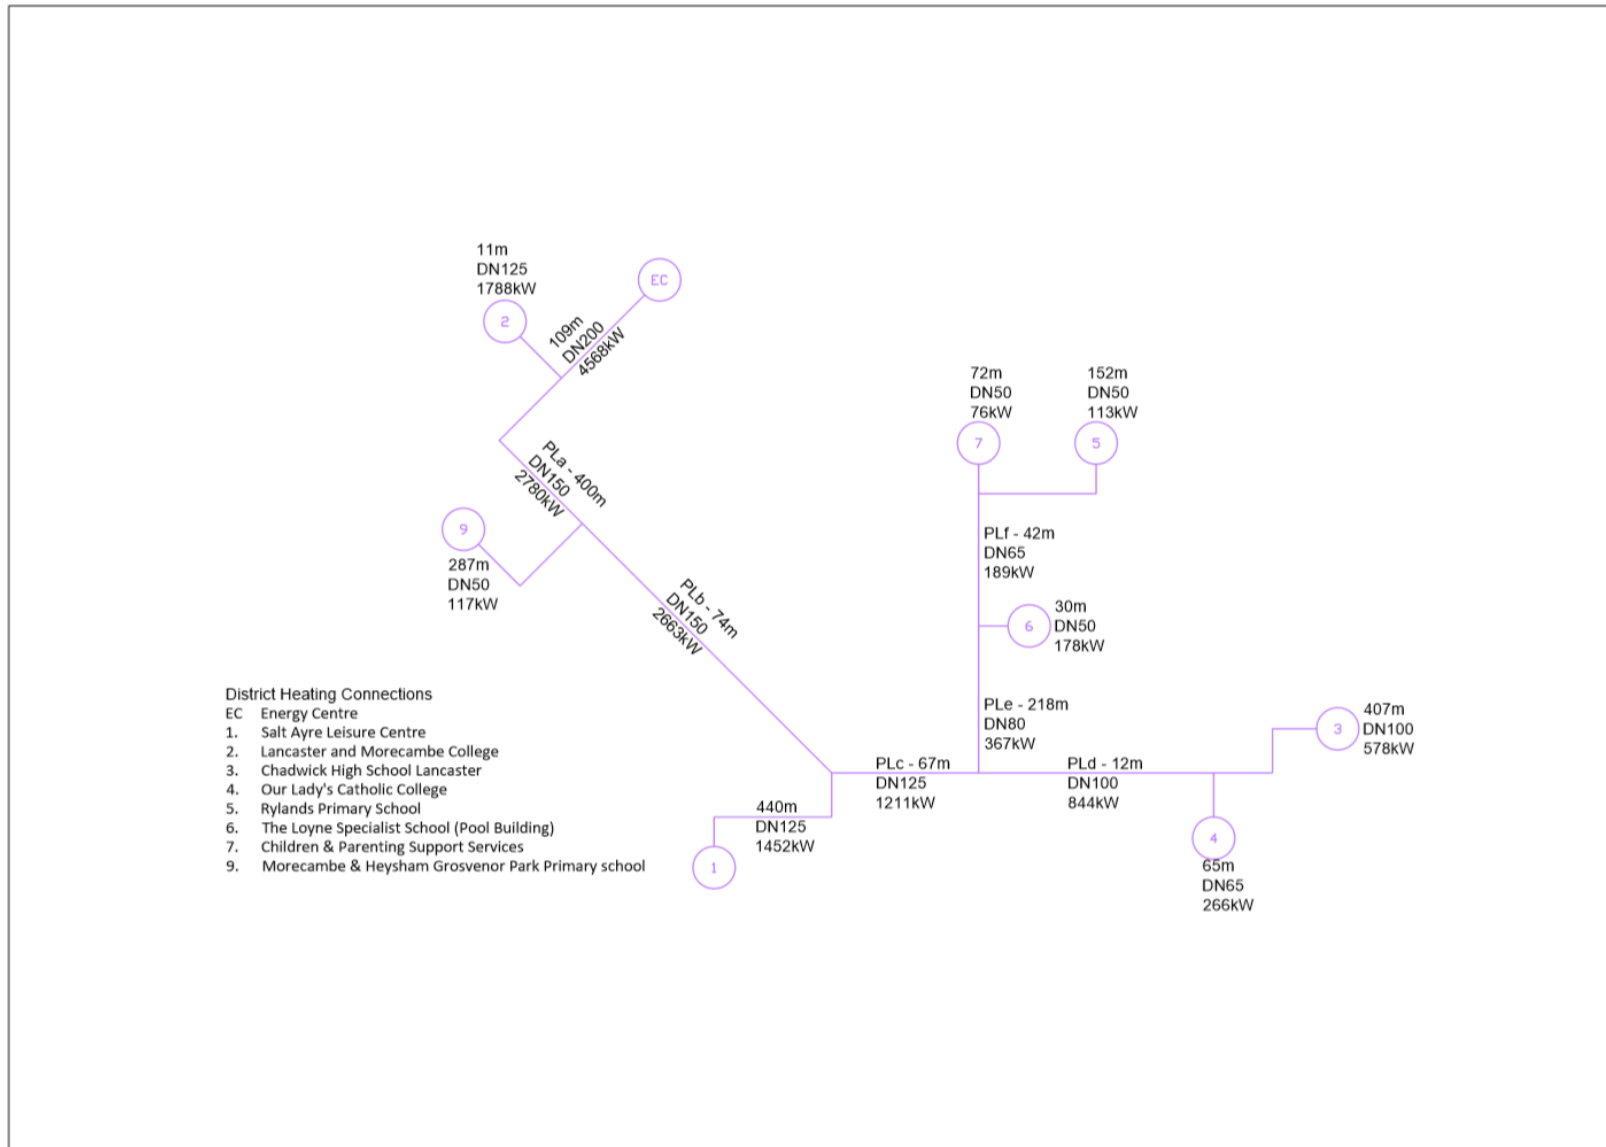 11m
DN125
1788kW
EC
2
109m
DN200
4568kW
72m
DN50
76kW
152m
DN50
113kW
7
5
PLa - 400m
DN150
2780kW
9
287m
DN50
117kW
PLf - 42m
DN65
189kW
PLb - 74m
DN150
2663kW
6
30m
DN50
178kW
District Heating Connections
EC Energy Centre
1. Salt Ayre Leisure Centre
2. Lancaster and Morecambe College
3. Chadwick High School Lancaster
4. Our Lady's Catholic College
5. Rylands Primary School
6. The Loyne Specialist School (Pool Building)
7. Children & Parenting Support Services
9. Morecambe & Heysham Grosvenor Park Primary school
PLe - 218m
DN80
367kW
3
407m
DN100
578kW
PLc - 67m
DN125
1211kW
PLd - 12m
DN100
844kW
440m
DN125
1452kW
1
4
65m
DN65
266kW